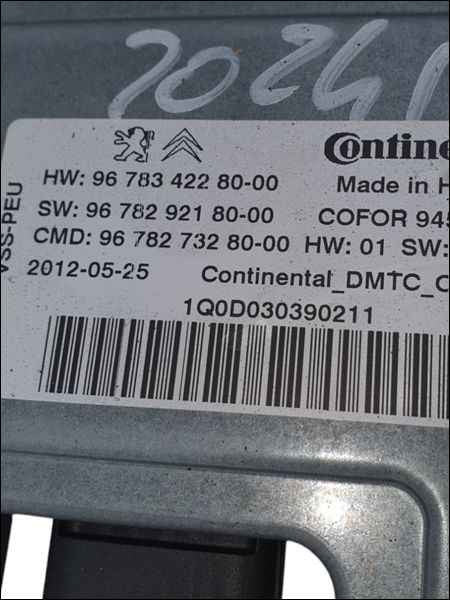 2024
Continen
HW: 96 783 422 80-00 Made in H
SW: 96 782 921 80-00 COFOR 945
CMD: 96 782 732 80-00 HW: 01 SW:
2012-05-25 Continental_DMTC_C
1Q0D030390211
VSS-PEU